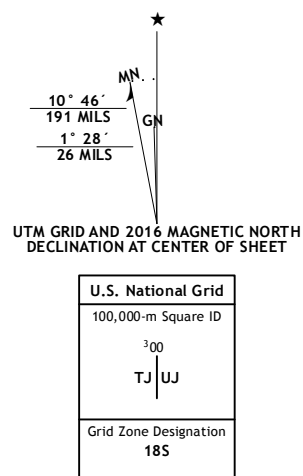 ★
MN
GN
10° 46´
191 MILS
1° 28´
26 MILS
UTM GRID AND 2016 MAGNETIC NORTH
DECLINATION AT CENTER OF SHEET
U.S. National Grid
100,000-m Square ID
³00
TJ UJ
Grid Zone Designation
18S